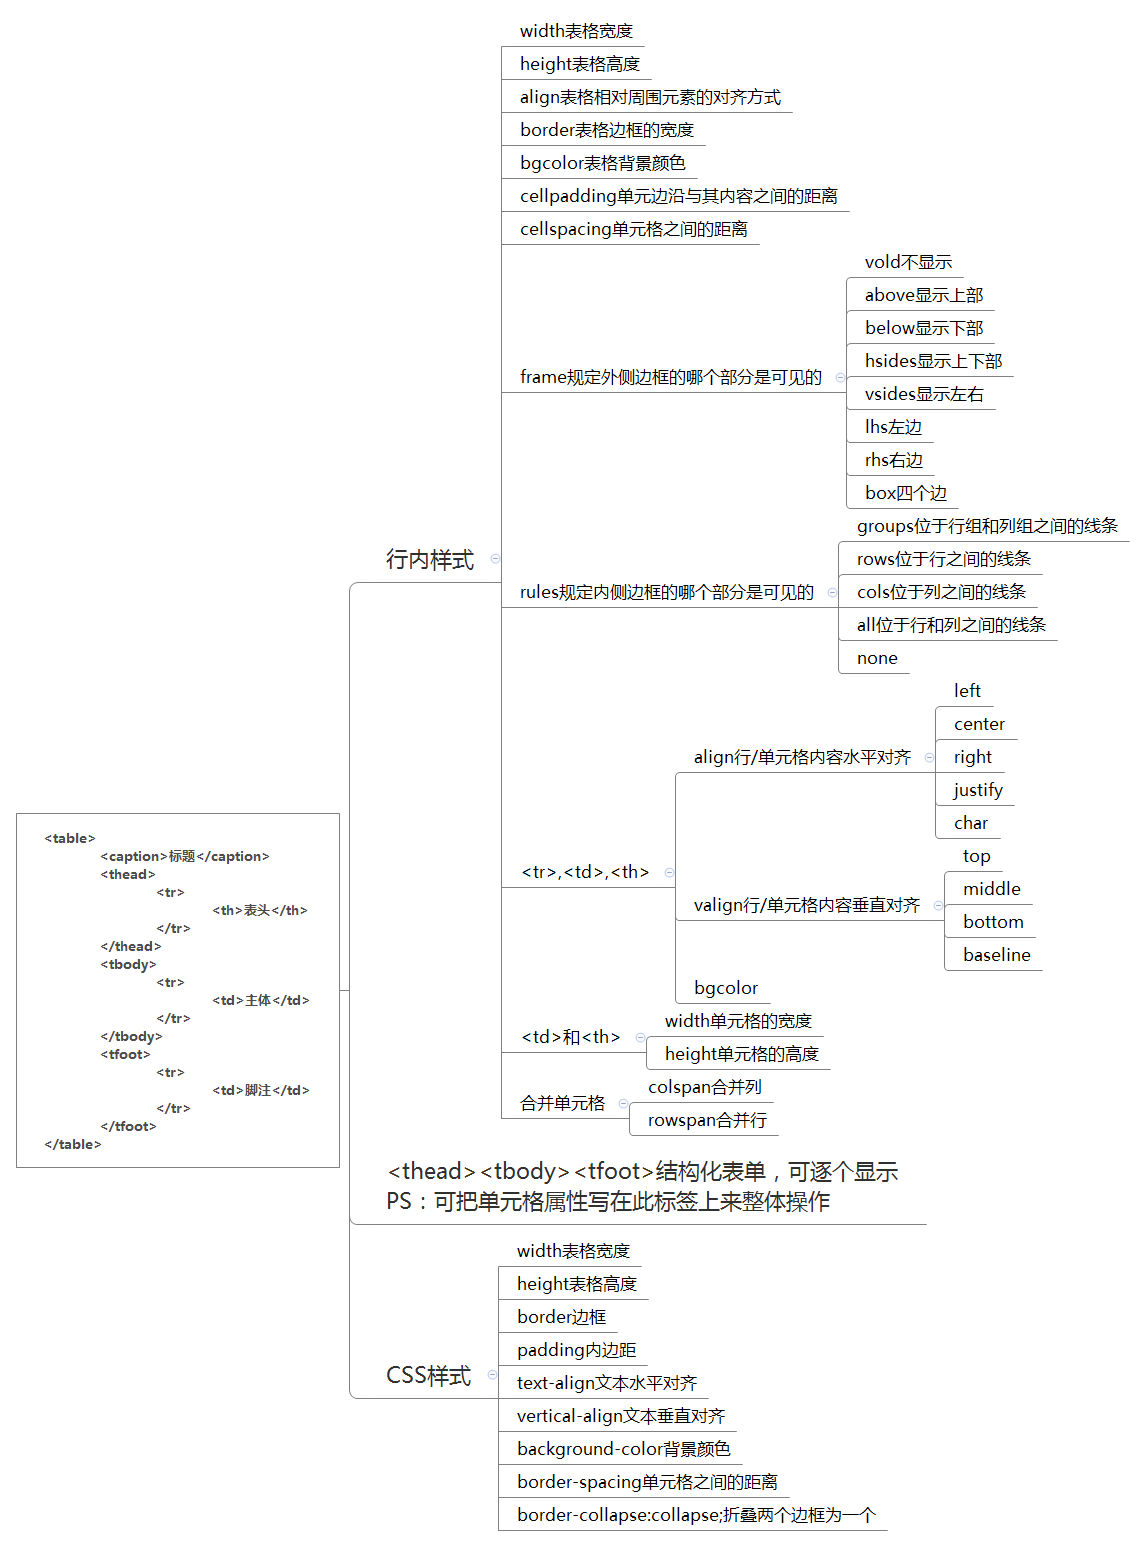 width表格宽度
height表格高度
align表格相对周围元素的对齐方式
border表格边框的宽度
bgcolor表格背景颜色
cellpadding单元边沿与其内容之间的距离
cellspacing单元格之间的距离
vold不显示
above显示上部
below显示下部
hsides显示上下部
frame规定外侧边框的哪个部分是可见的
vsides显示左右
lhs左边
rhs右边
box四个边
groups位于行组和列组之间的线条
行内样式
rows位于行之间的线条
rules规定内侧边框的哪个部分是可见的
cols位于列之间的线条
all位于行和列之间的线条
none
left
center
align行/单元格内容水平对齐
right
justify
char
<tr>,<td>,<th>
top
middle
valign行/单元格内容垂直对齐
bottom
baseline
bgcolor
<td>和<th>
width单元格的宽度
height单元格的高度
合并单元格
colspan合并列
rowspan合并行
<table>
<caption>标题</caption>
<thead>
<tr>
<th>表头</th>
</tr>
</thead>
<tbody>
<tr>
<td>主体</td>
</tr>
</tbody>
<tfoot>
<tr>
<td>脚注</td>
</tr>
</tfoot>
</table>
<thead><tbody><tfoot>结构化表单，可逐个显示
PS：可把单元格属性写在此标签上来整体操作
width表格宽度
height表格高度
border边框
padding内边距
CSS样式
text-align文本水平对齐
vertical-align文本垂直对齐
background-color背景颜色
border-spacing单元格之间的距离
border-collapse:collapse;折叠两个边框为一个